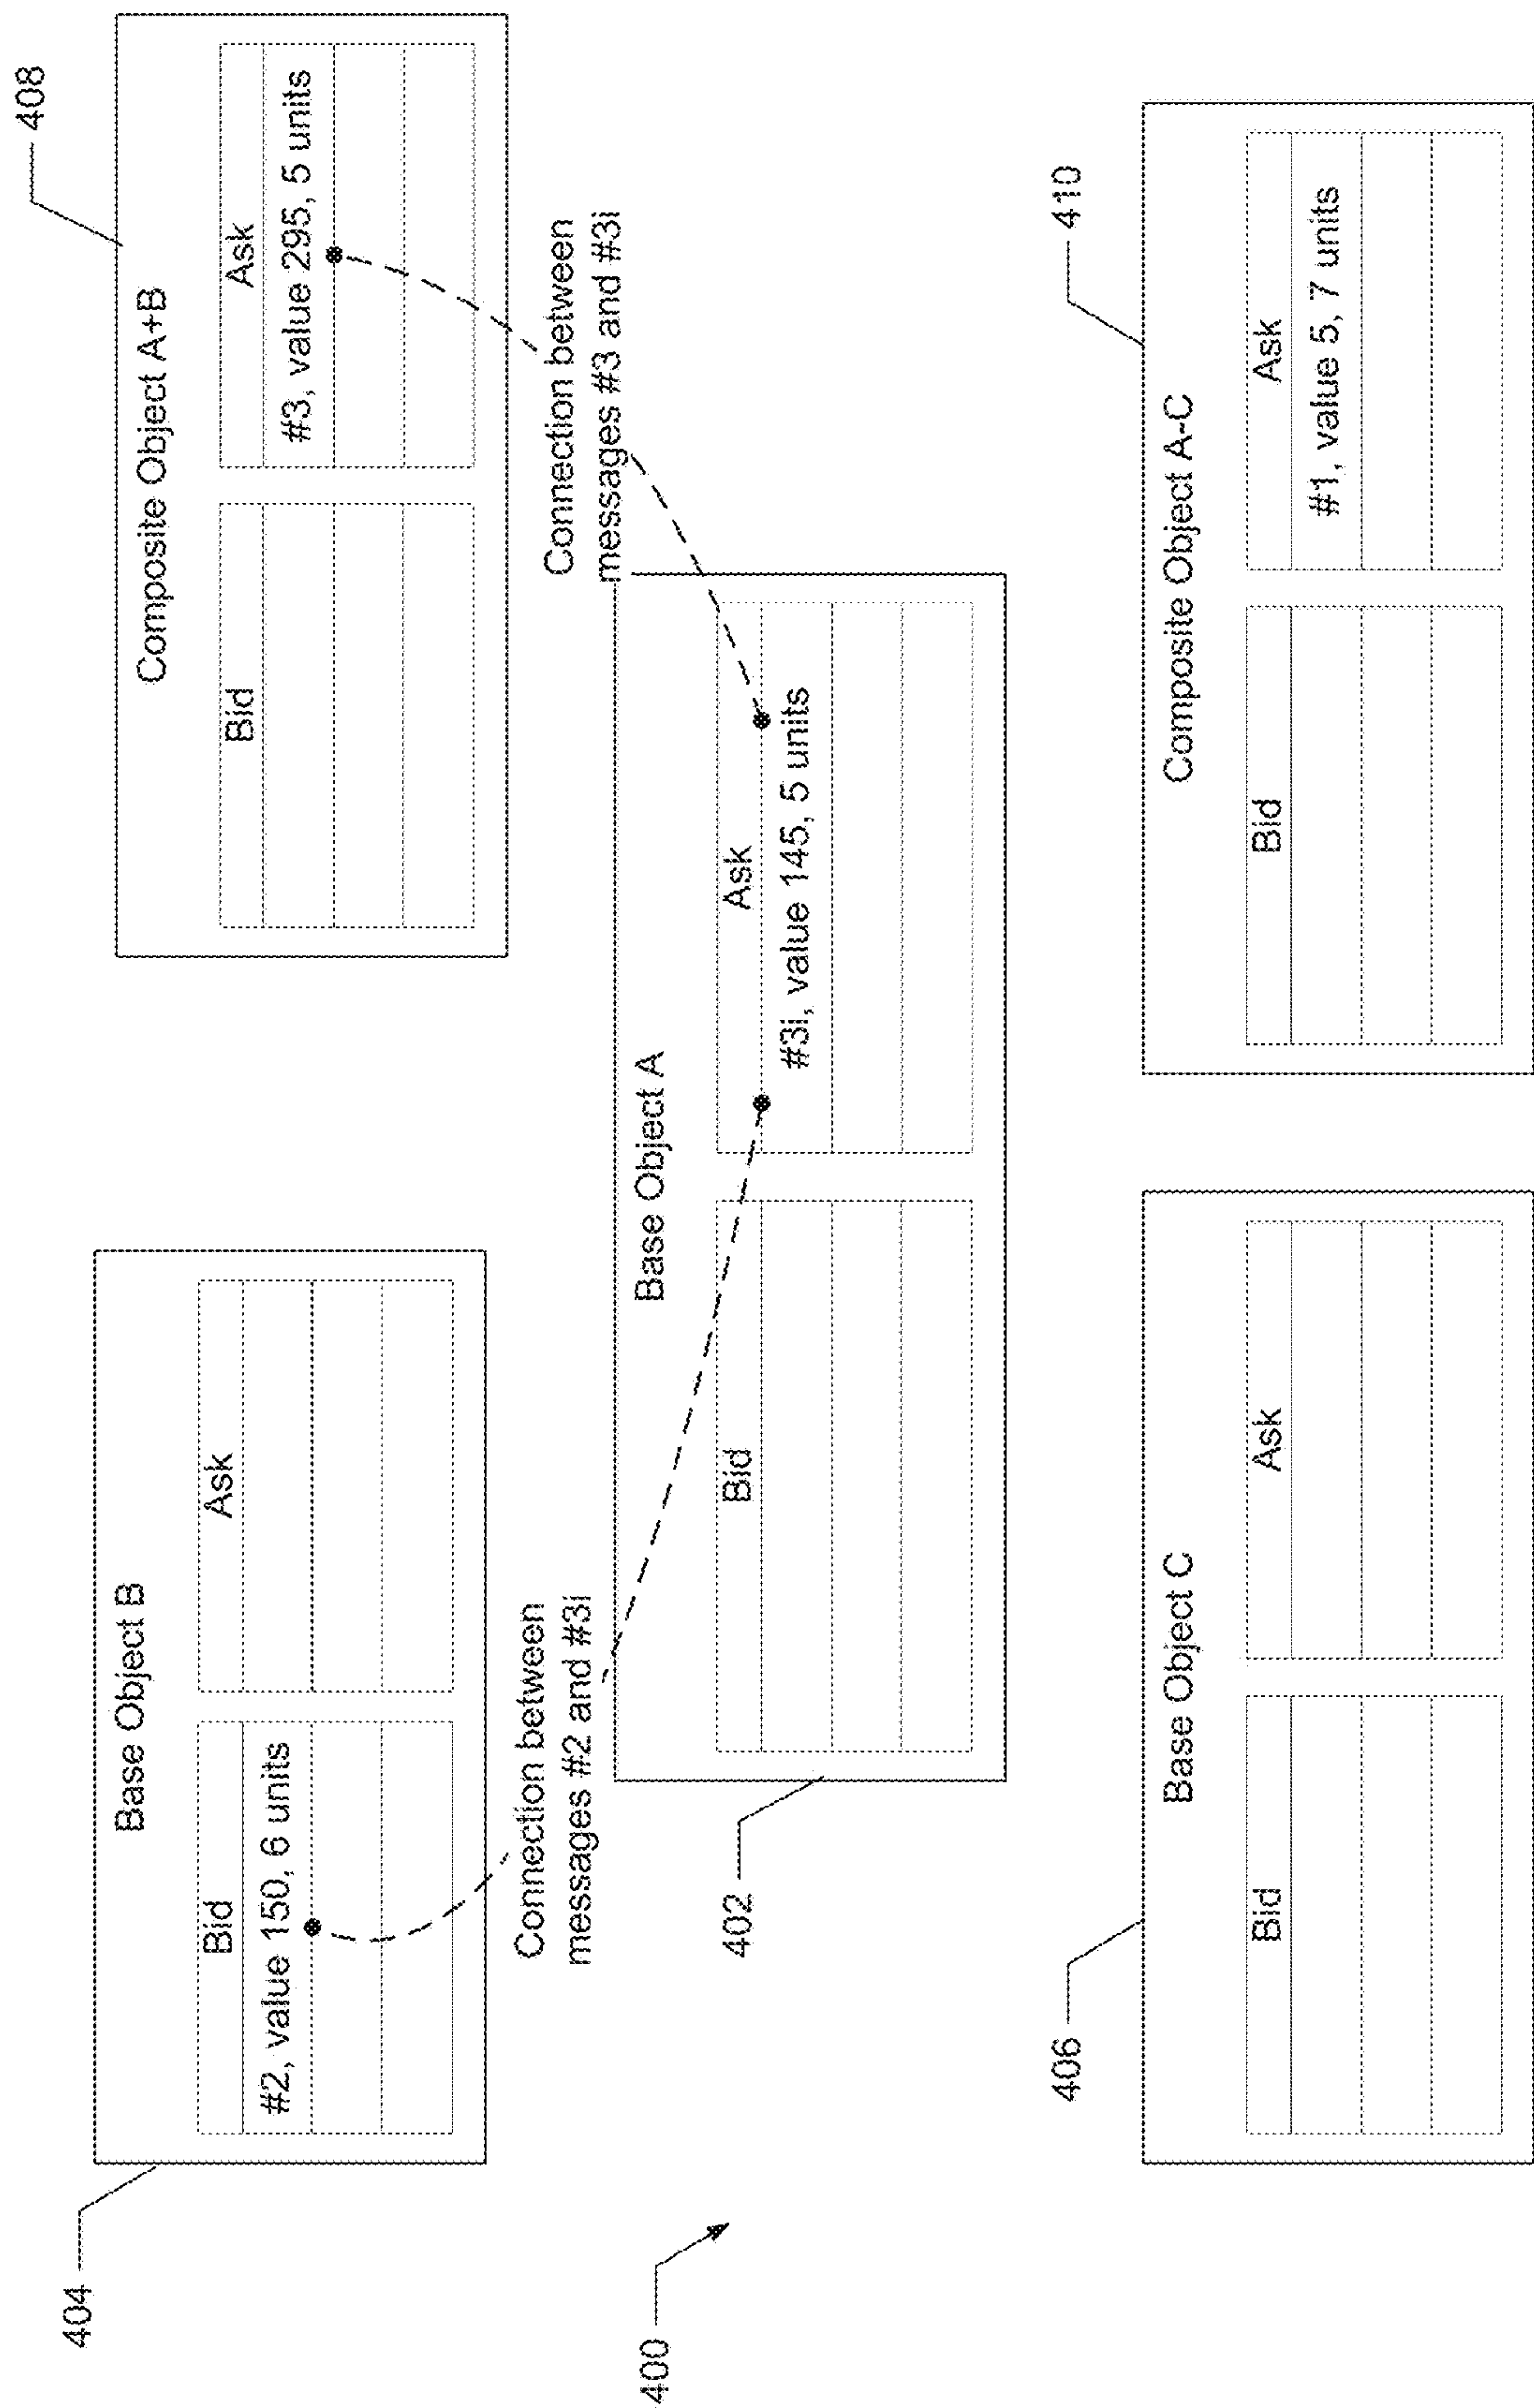 404
Base Object B
Bid
Ask
#2, value 150, 6 units
408
Composite Object A+B
Bid
Ask
#3, value 295, 5 units
Connection between
messages #2 and #3i
Connection between
messages #3 and #3i
400
402
Base Object A
Bid
Ask
#3i, value 145, 5 units
406
Base Object C
Bid
Ask
410
Composite Object A-C
Bid
Ask
#1, value 5, 7 units